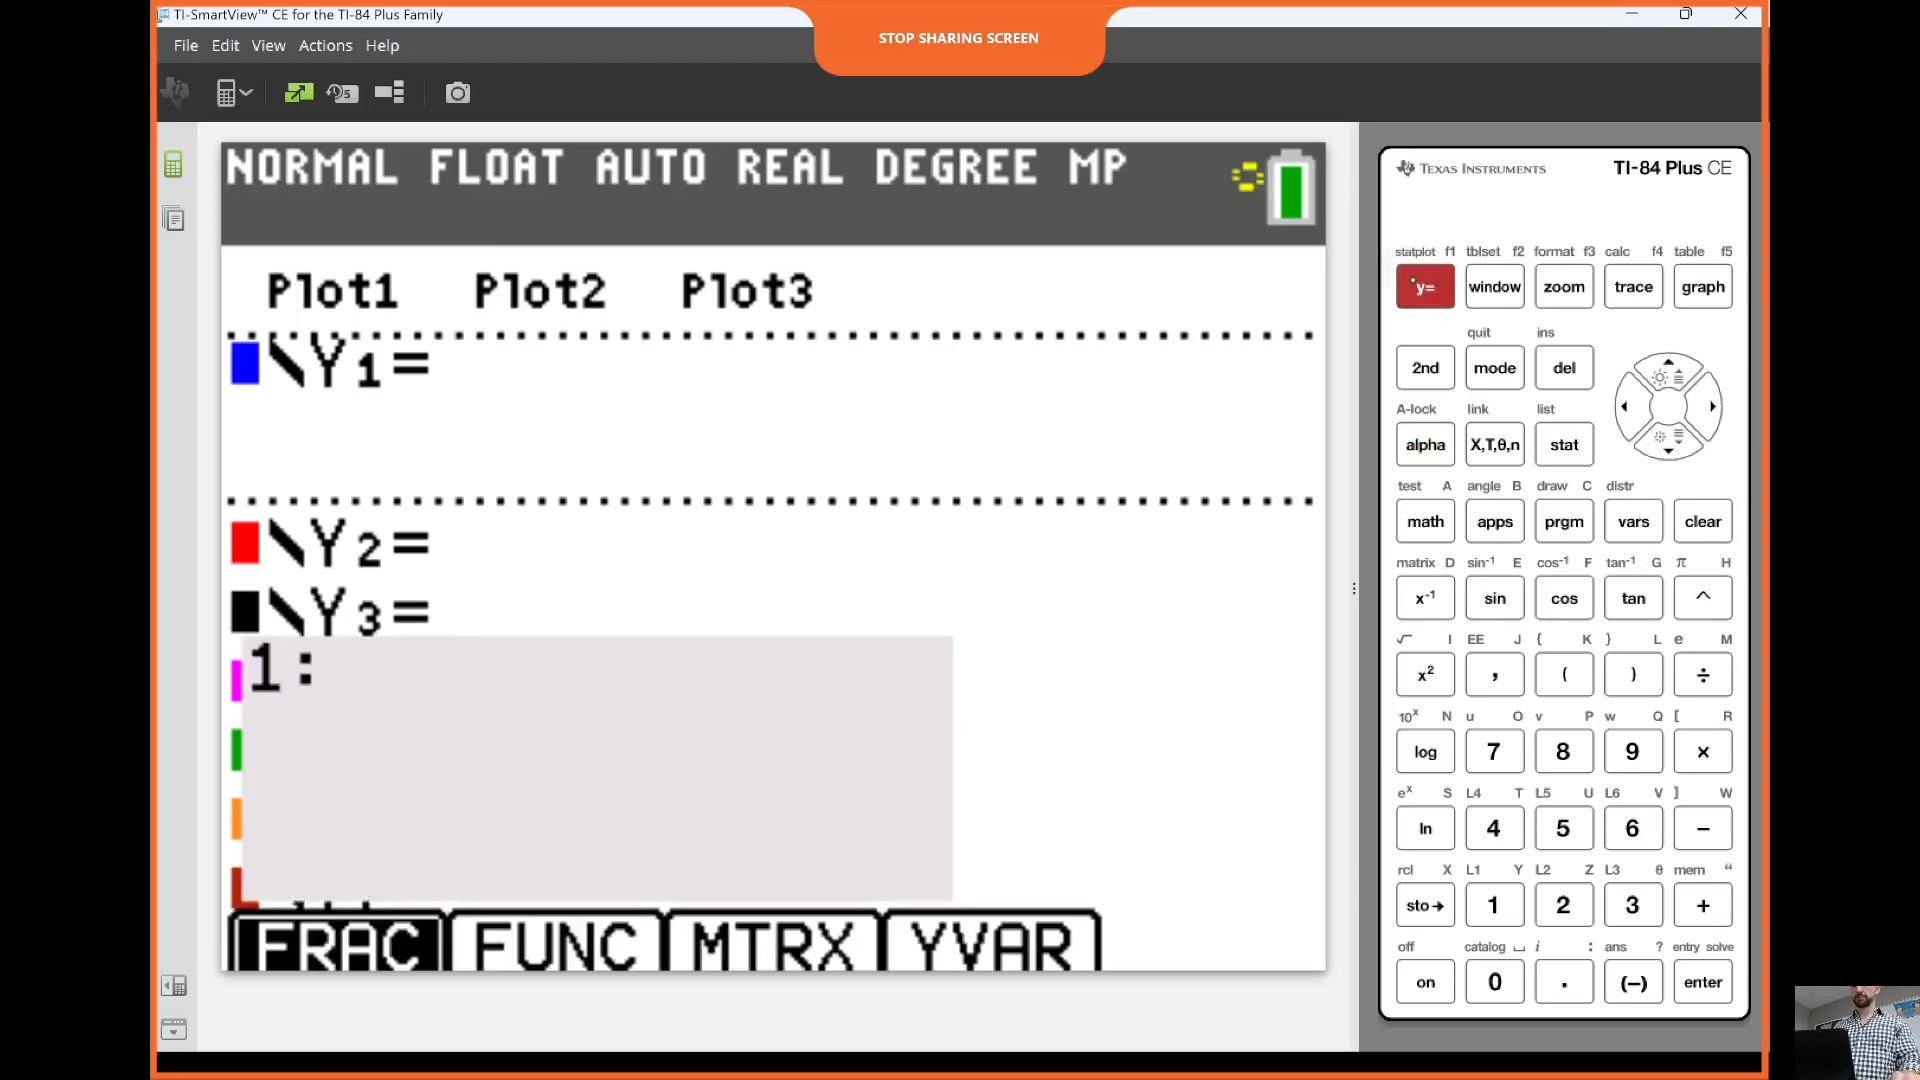 TI-SmartView™ CE for the TI-84 Plus Family
STOP SHARING SCREEN
File Edit View Actions Help
NORMAL FLOAT AUTO REAL DEGREE MP
Plot1 Plot2 Plot3
\Y1=
\Y2=
\Y3=
1:
FRAC FUNC MTRX YVAR
TEXAS INSTRUMENTS TI-84 Plus CE
statplot f1 tblset f2 format f3 calc f4 table f5
y= window zoom trace graph
quit ins
2nd mode del
A-lock link list
alpha X,T,θ,n stat
test A angle B draw C distr
math apps prgm vars clear
matrix D sin-1 E cos-1 F tan-1 G π H
x-1 sin cos tan ^
√ I EE J { K } L e M
x² , ( ) ÷
10x N u O v P w Q [ R
log 7 8 9 ×
ex S L4 T L5 U L6 V ] W
ln 4 5 6 −
rcl X L1 Y L2 Z L3 θ mem “
sto→ 1 2 3 +
off catalog ⎵ i : ans ? entry solve
on 0 . (−) enter